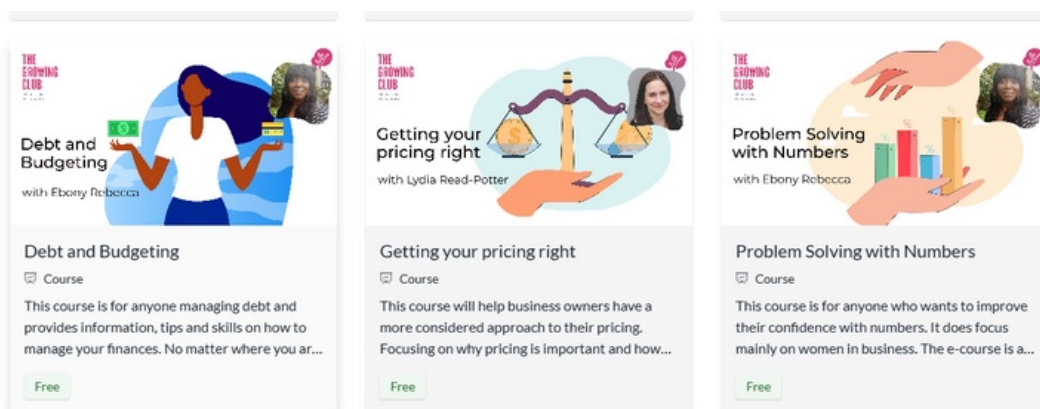 THE
GROWING
CLUB
Debt and
Budgeting
with Ebony Rebecca
Debt and Budgeting
Course
This course is for anyone managing debt and
provides information, tips and skills on how to
manage your finances. No matter where you ar...
Free
THE
GROWING
CLUB
Getting your
pricing right
with Lydia Read-Potter
Getting your pricing right
Course
This course will help business owners have a
more considered approach to their pricing.
Focusing on why pricing is important and how...
Free
THE
GROWING
CLUB
Problem Solving
with Numbers
with Ebony Rebecca
Problem Solving with Numbers
Course
This course is for anyone who wants to improve
their confidence with numbers. It does focus
mainly on women in business. The e-course is a...
Free